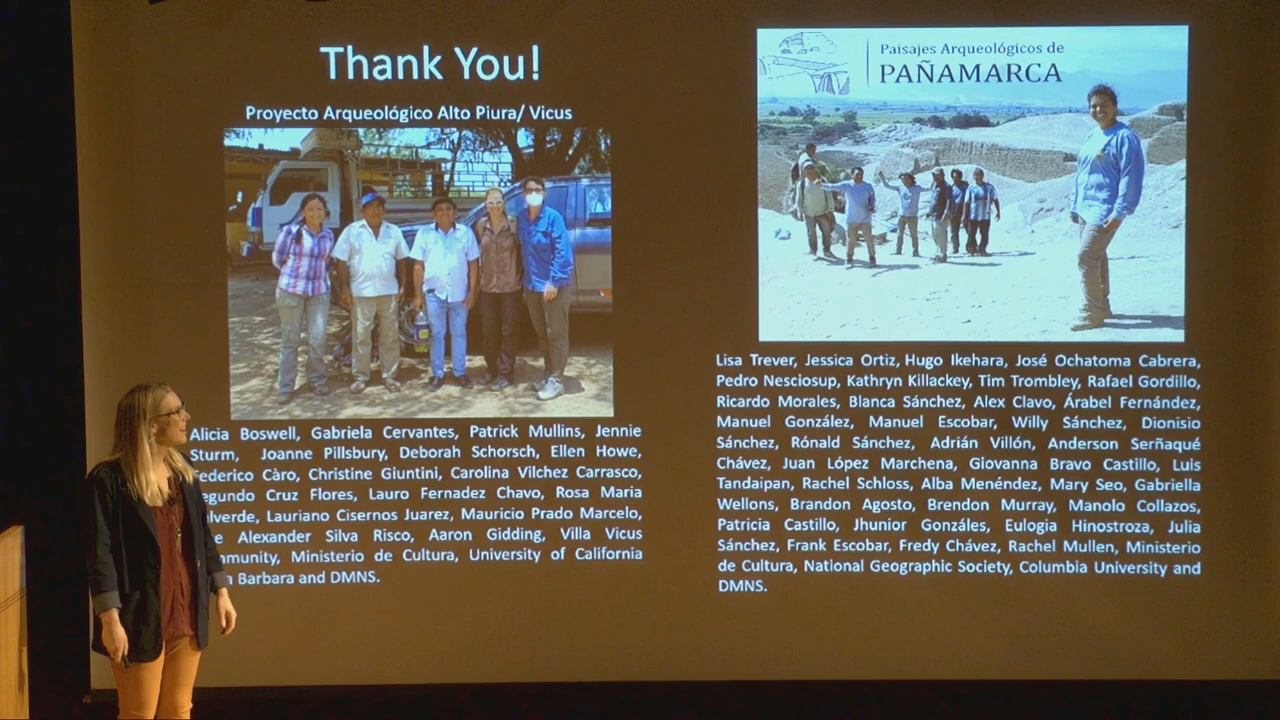 Thank You!
Proyecto Arqueológico Alto Piura/ Vicus
Alicia Boswell, Gabriela Cervantes, Patrick Mullins, Jennie
Sturm, Joanne Pillsbury, Deborah Schorsch, Ellen Howe,
Federico Càro, Christine Giuntini, Carolina Vilchez Carrasco,
egundo Cruz Flores, Lauro Fernadez Chavo, Rosa Maria
lverde, Lauriano Cisernos Juarez, Mauricio Prado Marcelo,
e Alexander Silva Risco, Aaron Gidding, Villa Vicus
mmunity, Ministerio de Cultura, University of California
a Barbara and DMNS.
Paisajes Arqueológicos de
PAÑAMARCA
Lisa Trever, Jessica Ortiz, Hugo Ikehara, José Ochatoma Cabrera,
Pedro Nesciosup, Kathryn Killackey, Tim Trombley, Rafael Gordillo,
Ricardo Morales, Blanca Sánchez, Alex Clavo, Árabel Fernández,
Manuel González, Manuel Escobar, Willy Sánchez, Dionisio
Sánchez, Rónald Sánchez, Adrián Villón, Anderson Serñaqué
Chávez, Juan López Marchena, Giovanna Bravo Castillo, Luis
Tandaipan, Rachel Schloss, Alba Menéndez, Mary Seo, Gabriella
Wellons, Brandon Agosto, Brendon Murray, Manolo Collazos,
Patricia Castillo, Jhunior Gonzáles, Eulogia Hinostroza, Julia
Sánchez, Frank Escobar, Fredy Chávez, Rachel Mullen, Ministerio
de Cultura, National Geographic Society, Columbia University and
DMNS.